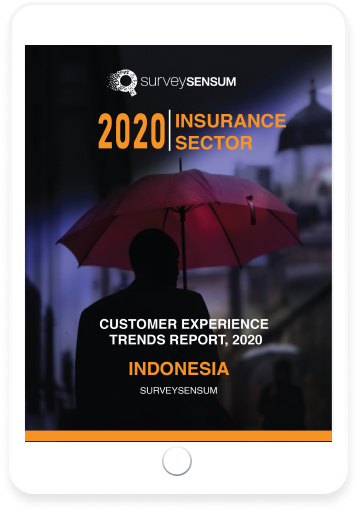 surveySENSUM
2020 INSURANCE
SECTOR
CUSTOMER EXPERIENCE
TRENDS REPORT, 2020
INDONESIA
SURVEYSENSUM